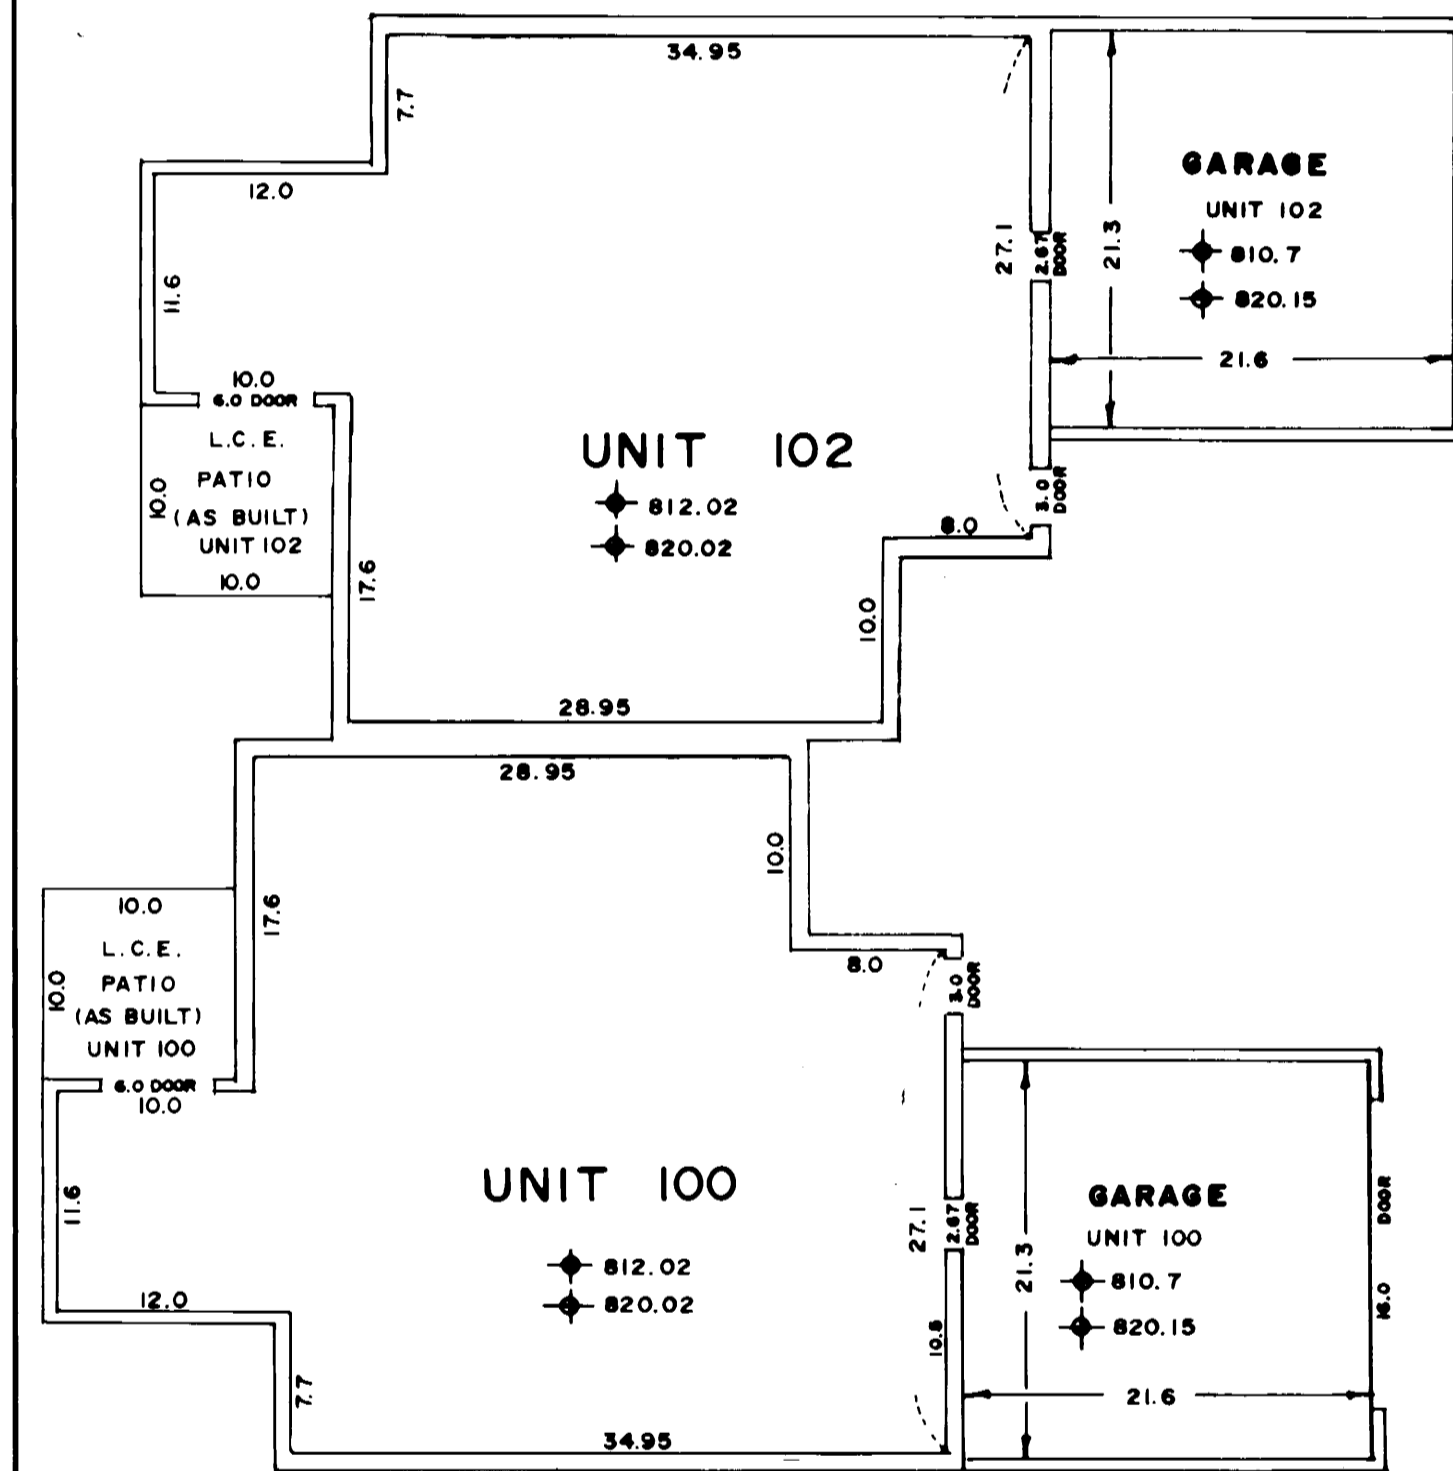 34.95
7.7
12.0
11.6
10.0
6.0 DOOR
L.C.E.
PATIO
(AS BUILT)
UNIT 102
10.0
10.0
17.6
UNIT 102
812.02
820.02
27.1
2.67 DOOR
3.0 DOOR
8.0
10.0
28.95
GARAGE
UNIT 102
810.7
820.15
21.3
21.6
28.95
10.0
8.0
3.0 DOOR
17.6
10.0
L.C.E.
PATIO
(AS BUILT)
UNIT 100
10.0
6.0 DOOR
10.0
11.6
12.0
7.7
UNIT 100
812.02
820.02
27.1
2.67 DOOR
10.8
34.95
GARAGE
UNIT 100
810.7
820.15
21.3
21.6
16.0 DOOR